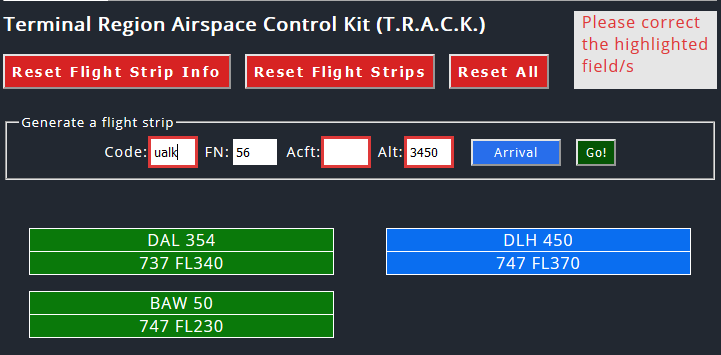 Terminal Region Airspace Control Kit (T.R.A.C.K.)
Please correct
the highlighted
field/s
Reset Flight Strip Info Reset Flight Strips Reset All
Generate a flight strip
Code: ualk FN: 56 Acft: Alt: 3450 Arrival Go!
DAL 354
737 FL340
DLH 450
747 FL370
BAW 50
747 FL230